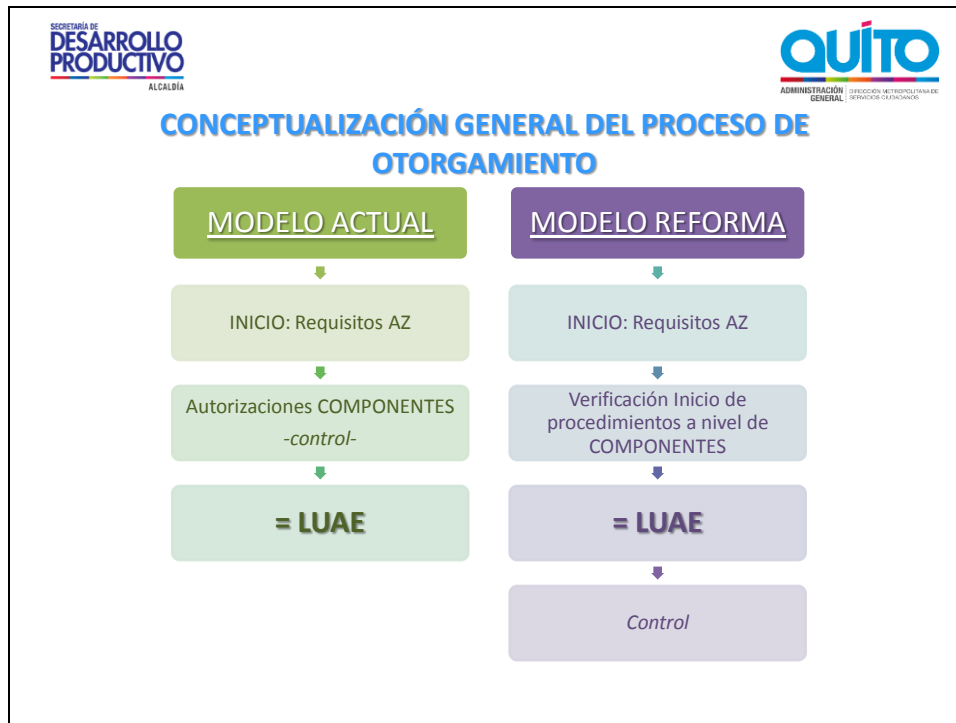 SECRETARÍA DE
DESARROLLO
PRODUCTIVO
ALCALDÍA
QUITO
ADMINISTRACIÓN
GENERAL
DIRECCIÓN METROPOLITANA DE
SERVICIOS CIUDADANOS
CONCEPTUALIZACIÓN GENERAL DEL PROCESO DE
OTORGAMIENTO
MODELO ACTUAL
INICIO: Requisitos AZ
Autorizaciones COMPONENTES
-control-
= LUAE
MODELO REFORMA
INICIO: Requisitos AZ
Verificación Inicio de
procedimientos a nivel de
COMPONENTES
= LUAE
Control